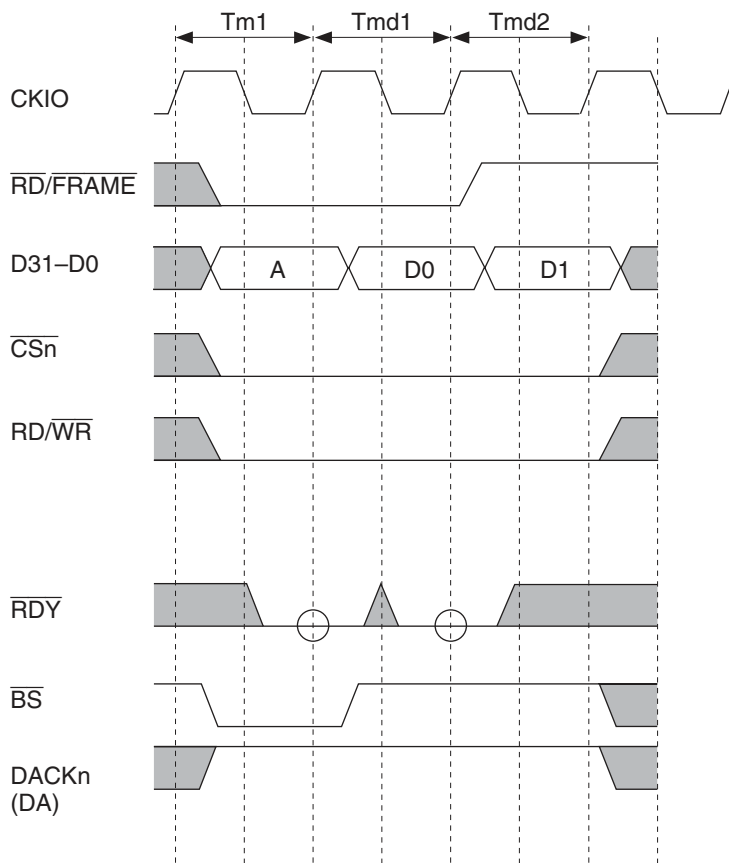 Tm1 Tmd1 Tmd2
CKIO
RD/FRAME
D31–D0 A D0 D1
CSn
RD/WR
RDY
BS
DACKn
(DA)